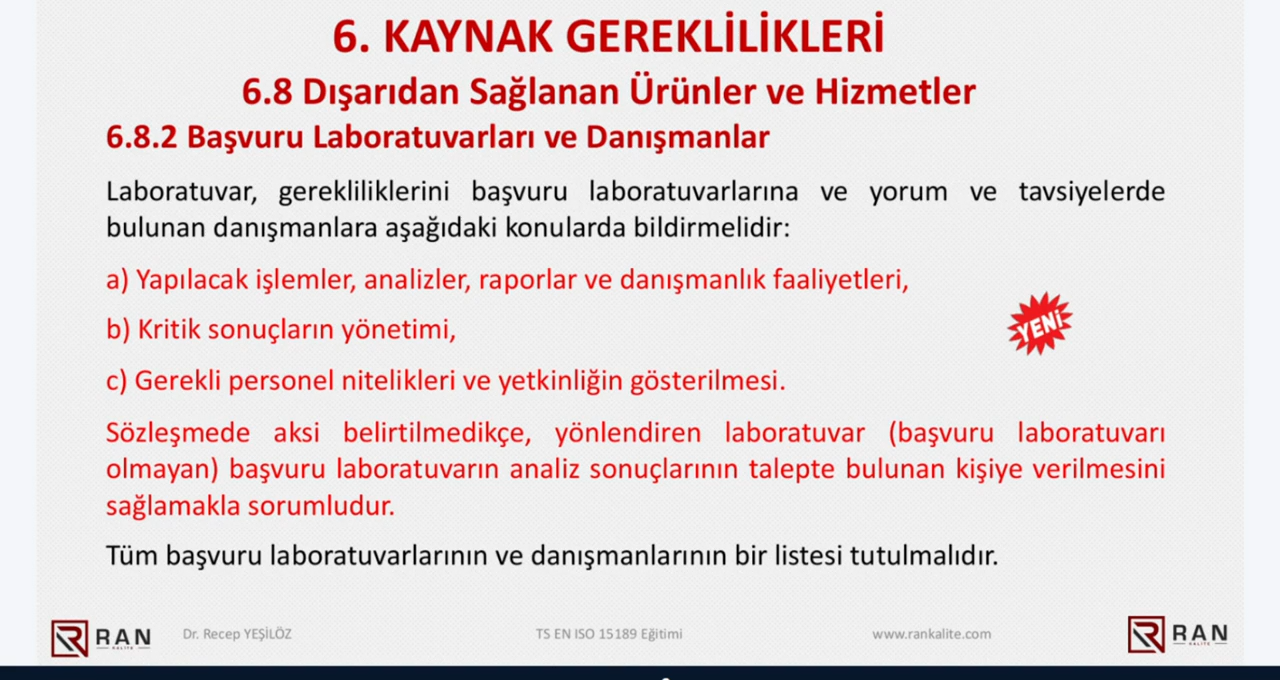 6. KAYNAK GEREKLİLİKLERİ
6.8 Dışarıdan Sağlanan Ürünler ve Hizmetler
6.8.2 Başvuru Laboratuvarları ve Danışmanlar
Laboratuvar, gerekliliklerini başvuru laboratuvarlarına ve yorum ve tavsiyelerde
bulunan danışmanlara aşağıdaki konularda bildirmelidir:
a) Yapılacak işlemler, analizler, raporlar ve danışmanlık faaliyetleri,
b) Kritik sonuçların yönetimi,
YENİ
c) Gerekli personel nitelikleri ve yetkinliğin gösterilmesi.
Sözleşmede aksi belirtilmedikçe, yönlendiren laboratuvar (başvuru laboratuvarı
olmayan) başvuru laboratuvarın analiz sonuçlarının talepte bulunan kişiye verilmesini
sağlamakla sorumludur.
Tüm başvuru laboratuvarlarının ve danışmanlarının bir listesi tutulmalıdır.
RAN
KALİTE
Dr. Recep YEŞİLÖZ
TS EN ISO 15189 Eğitimi
www.rankalite.com
RAN
KALİTE